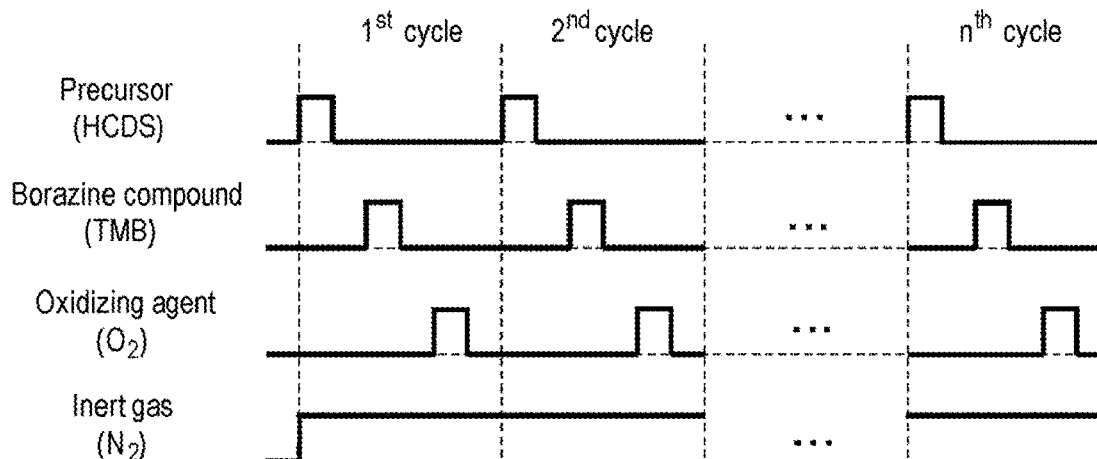 1st cycle 2nd cycle nth cycle
Precursor
(HCDS)
...
Borazine compound
(TMB)
...
Oxidizing agent
(O2)
...
Inert gas
(N2)
...